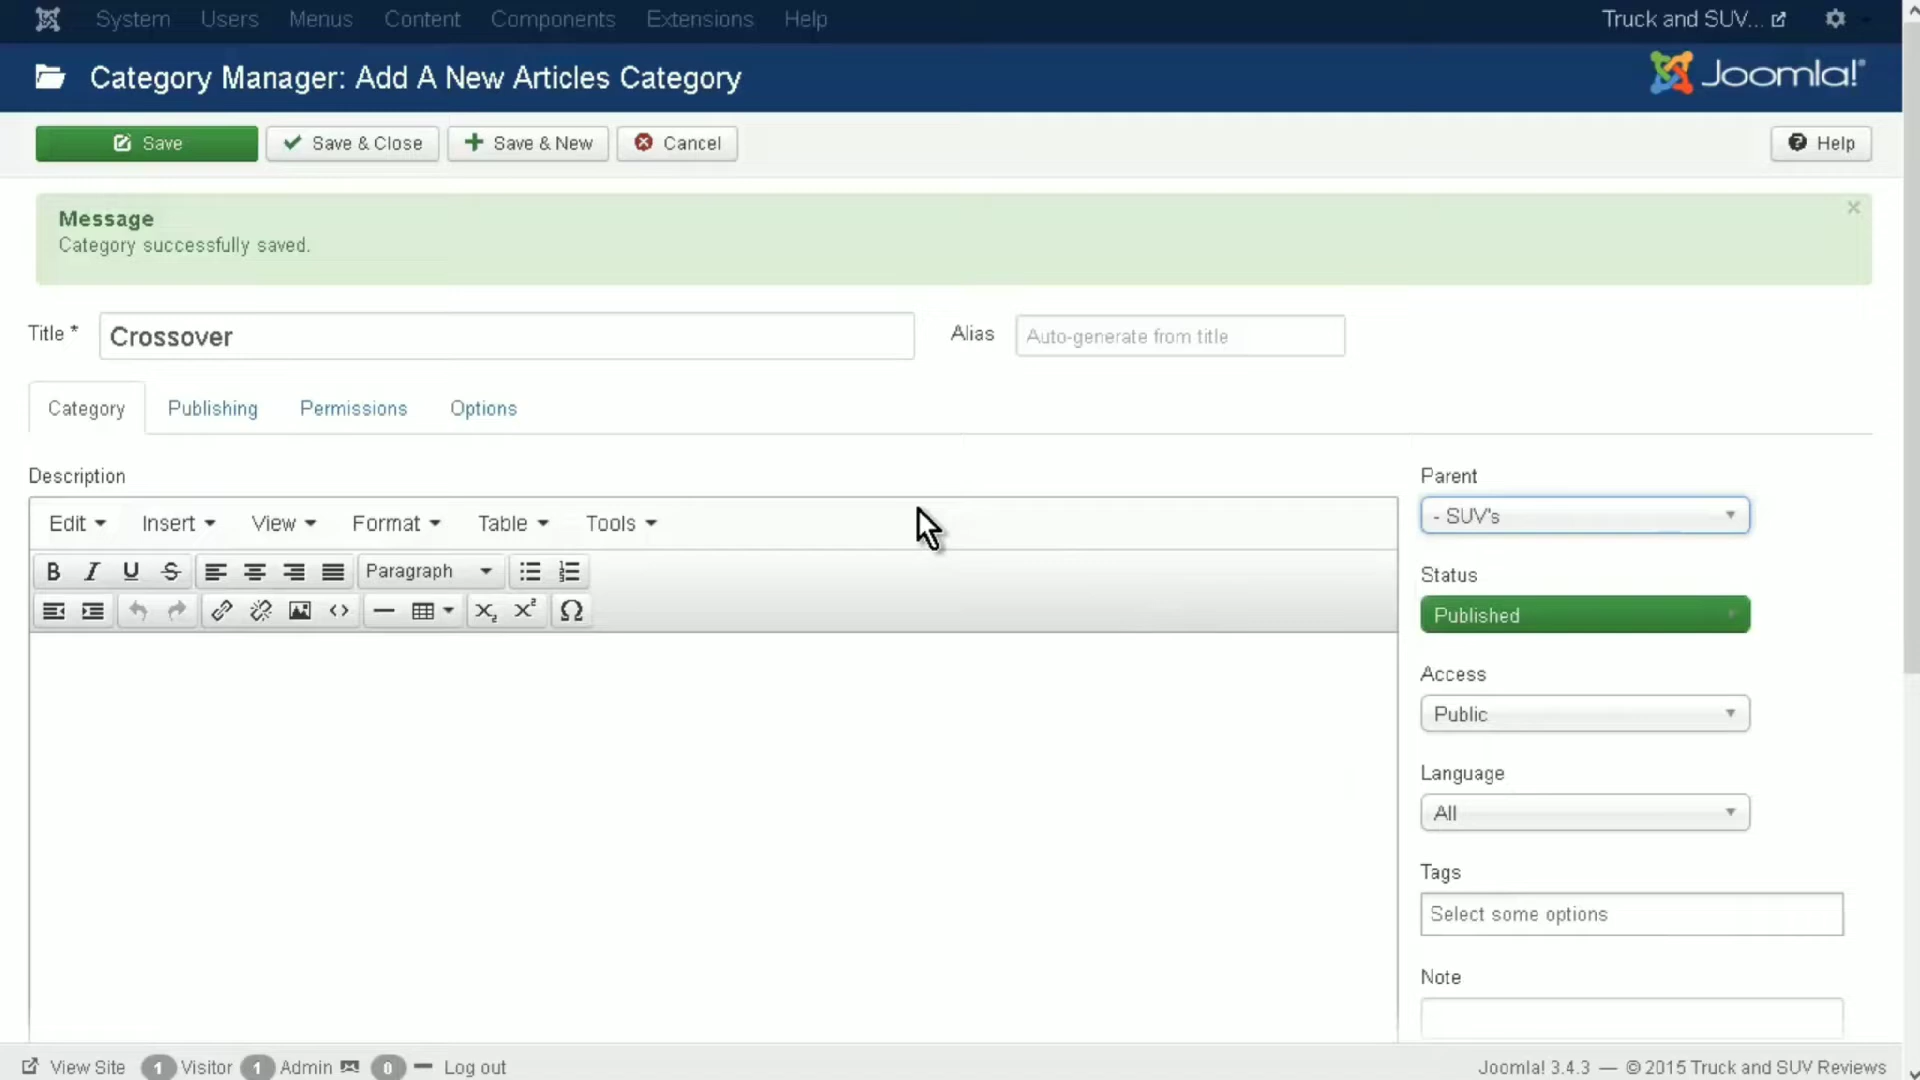 System Users Menus Content Components Extensions Help Truck and SUV...
Category Manager: Add A New Articles Category Joomla!®
Save Save & Close Save & New Cancel Help
Message ×
Category successfully saved.
Title * Crossover Alias Auto-generate from title
Category Publishing Permissions Options
Description Parent
Edit Insert View Format Table Tools - SUV's
B I U S Paragraph
Status
Published
Access
Public
Language
All
Tags
Select some options
Note
View Site 1 Visitor 1 Admin 0 Log out Joomla! 3.4.3 — © 2015 Truck and SUV Reviews